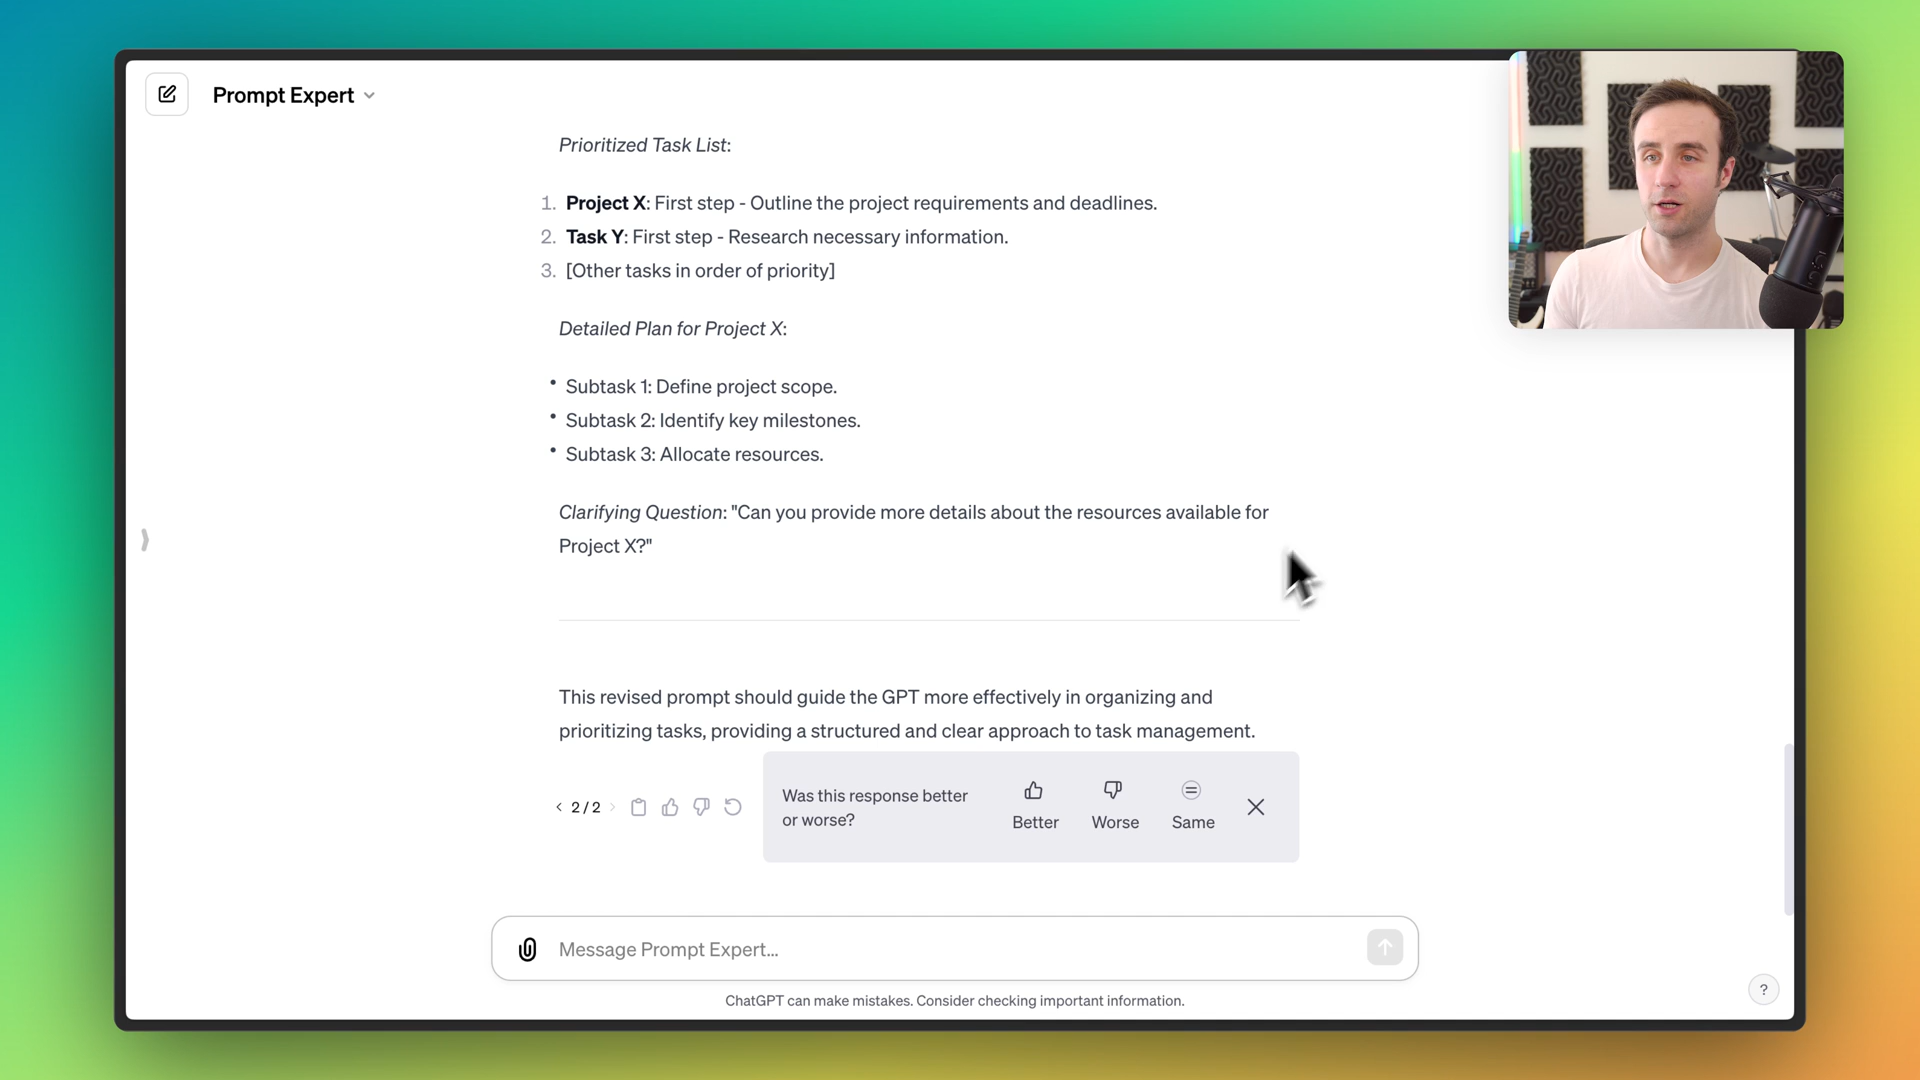 Prompt Expert
Prioritized Task List:
1. Project X: First step - Outline the project requirements and deadlines.
2. Task Y: First step - Research necessary information.
3. [Other tasks in order of priority]
Detailed Plan for Project X:
• Subtask 1: Define project scope.
• Subtask 2: Identify key milestones.
• Subtask 3: Allocate resources.
Clarifying Question: "Can you provide more details about the resources available for
Project X?"
This revised prompt should guide the GPT more effectively in organizing and
prioritizing tasks, providing a structured and clear approach to task management.
2 / 2
Was this response better
or worse?
Better
Worse
Same
Message Prompt Expert...
ChatGPT can make mistakes. Consider checking important information.
?